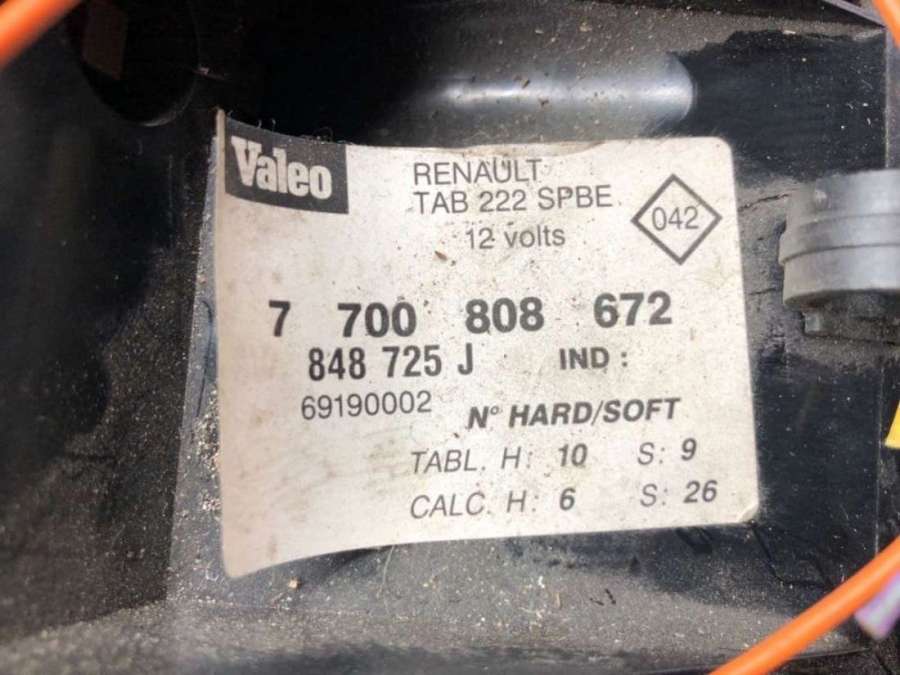 Valeo
RENAULT
TAB 222 SPBE
12 volts
042
7 700 808 672
848 725 J IND :
69190002 N° HARD/SOFT
TABL. H: 10 S: 9
CALC. H: 6 S: 26